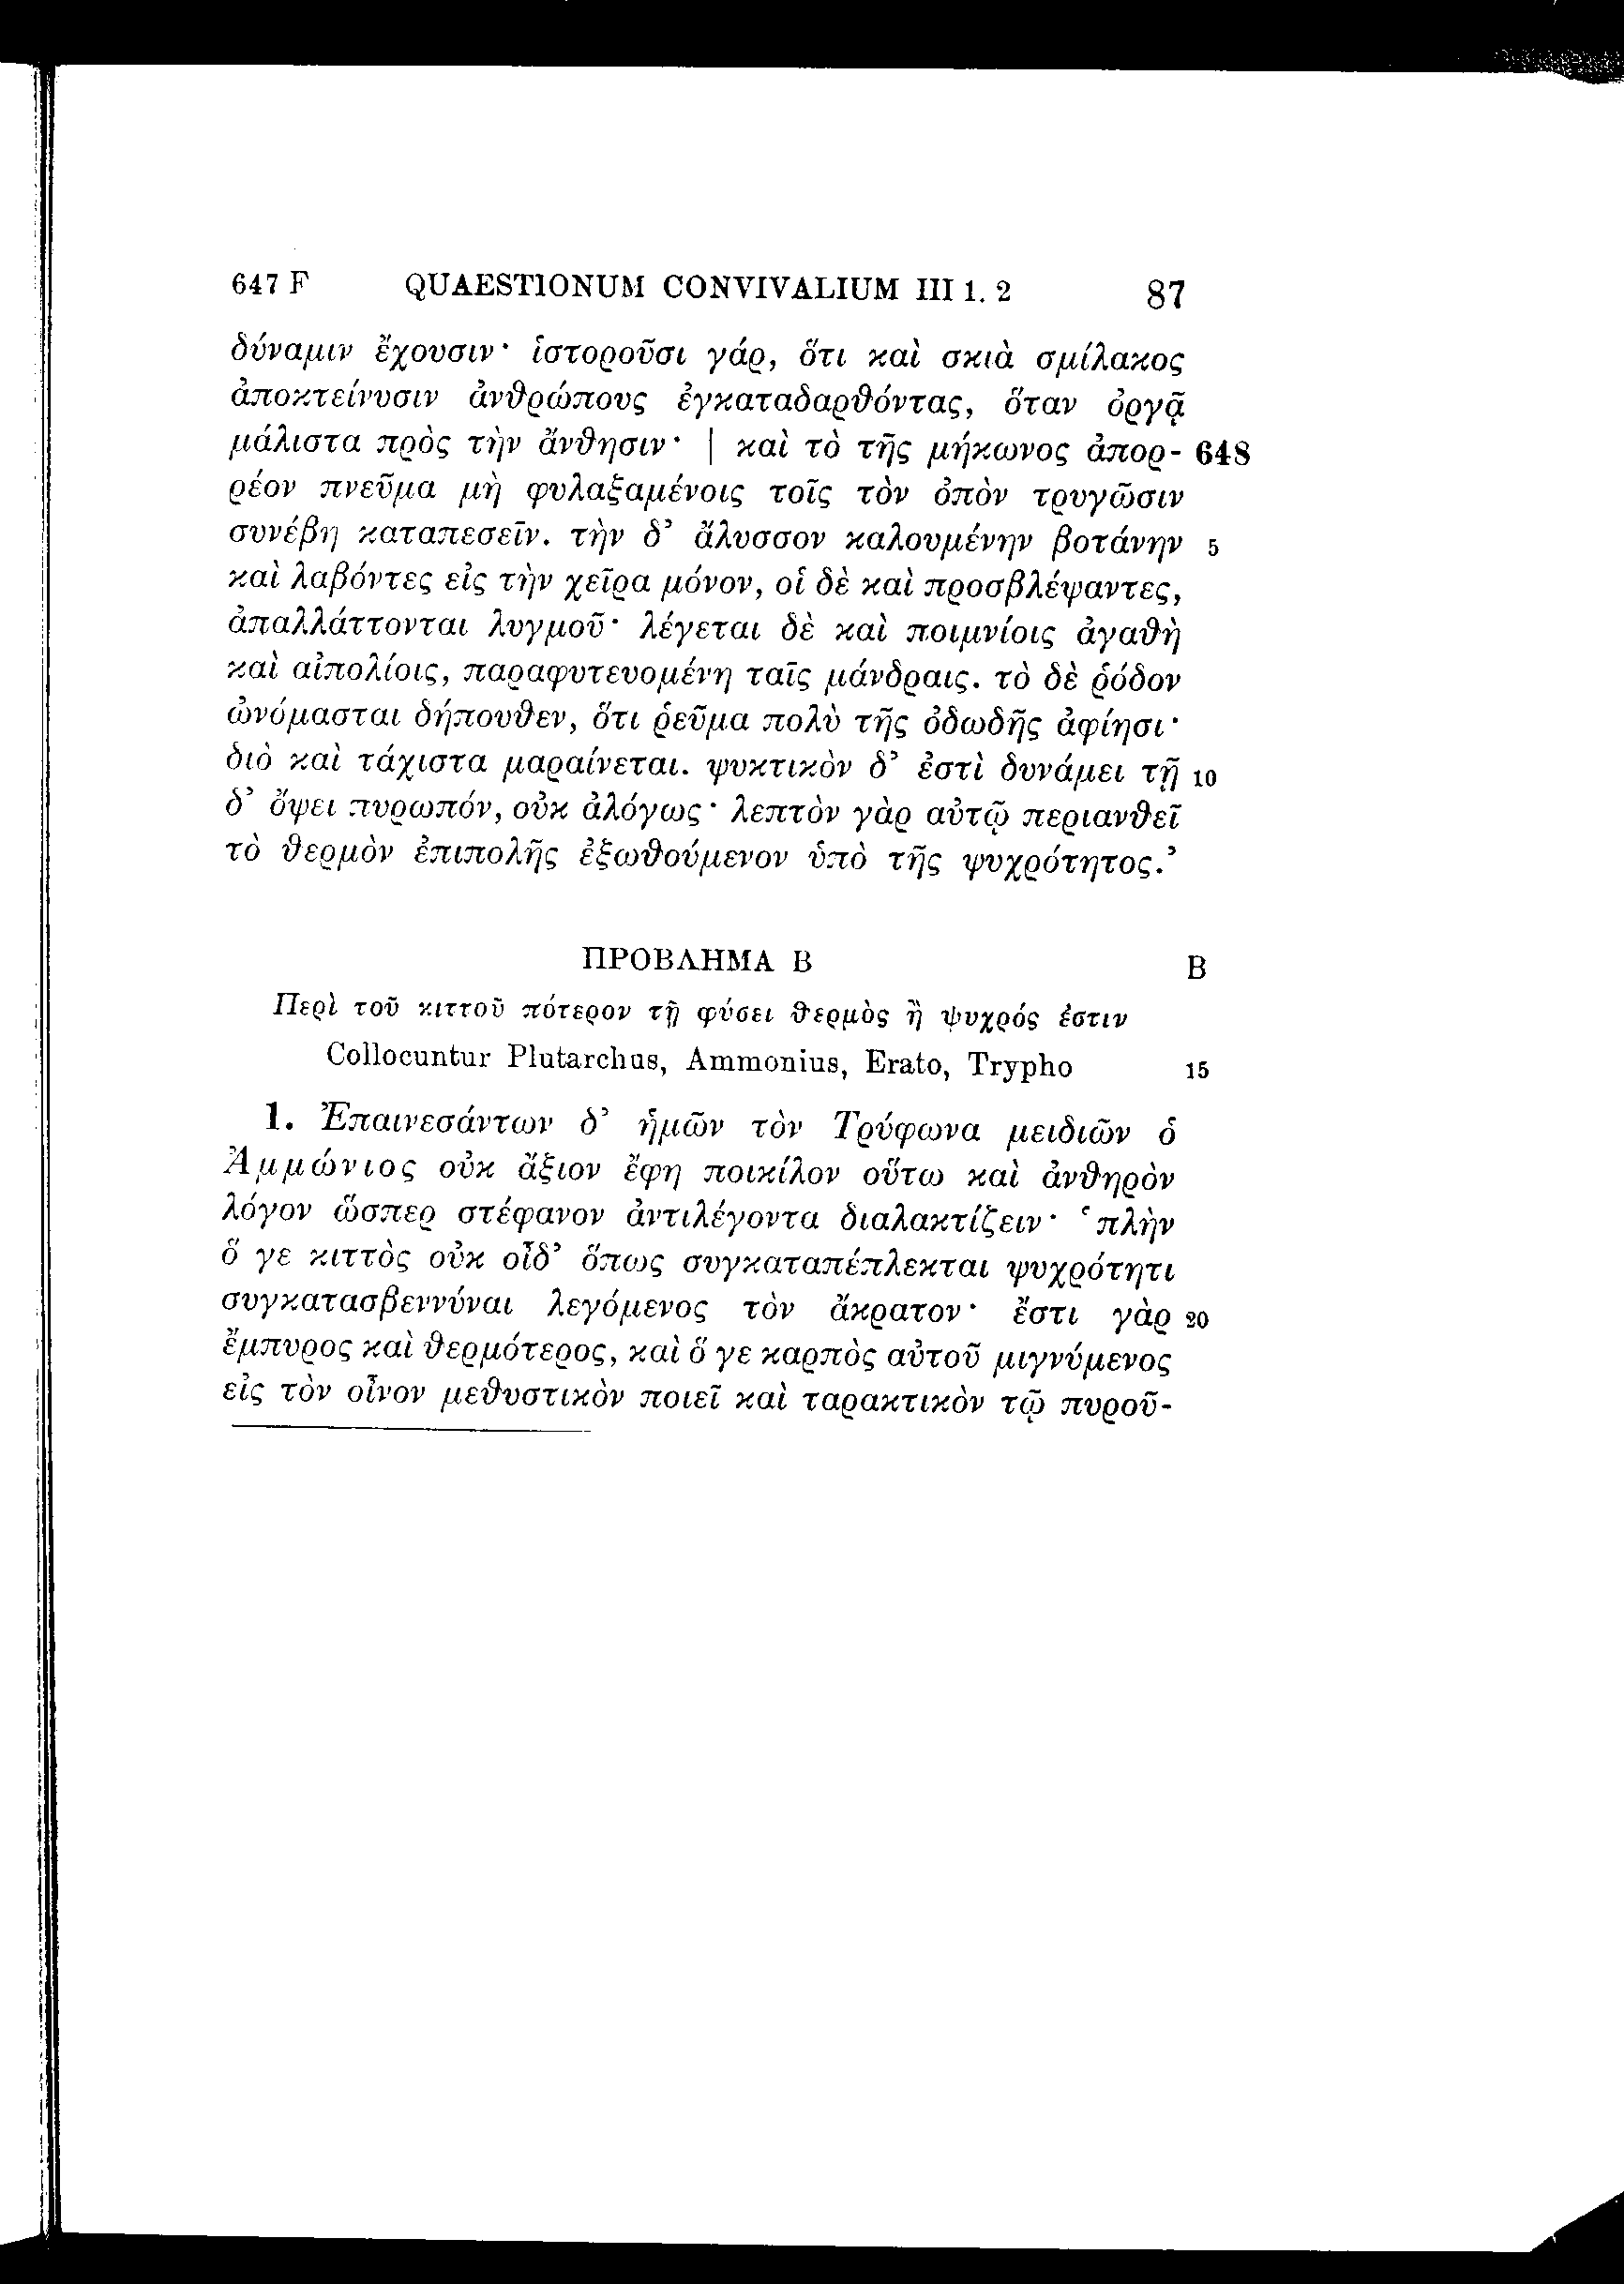 647 F QUAESTIONUM CONVIVALIUM III 1. 2 87
δύναμιν ἔχουσιν· ἱστοροῦσι γάρ, ὅτι καὶ σκιὰ σμίλακος
ἀποκτείνυσιν ἀνθρώπους ἐγκαταδαρθόντας, ὅταν ὀργᾷ
μάλιστα πρὸς τὴν ἄνθησιν· | καὶ τὸ τῆς μήκωνος ἀπορ- 648
ρέον πνεῦμα μὴ φυλαξαμένοις τοῖς τὸν ὀπὸν τρυγῶσιν
συνέβη καταπεσεῖν. τὴν δ’ ἄλυσσον καλουμένην βοτάνην 5
καὶ λαβόντες εἰς τὴν χεῖρα μόνον, οἱ δὲ καὶ προσβλέψαντες,
ἀπαλλάττονται λυγμοῦ· λέγεται δὲ καὶ ποιμνίοις ἀγαθὴ
καὶ αἰπολίοις, παραφυτευομένη ταῖς μάνδραις. τὸ δὲ ῥόδον
ὠνόμασται δήπουθεν, ὅτι ῥεῦμα πολὺ τῆς ὀδωδῆς ἀφίησι·
διὸ καὶ τάχιστα μαραίνεται. ψυκτικὸν δ’ ἐστὶ δυνάμει τῇ 10
δ’ ὄψει πυρωπόν, οὐκ ἀλόγως· λεπτὸν γὰρ αὐτῷ περιανθεῖ
τὸ θερμὸν ἐπιπολῆς ἐξωθούμενον ὑπὸ τῆς ψυχρότητος.’
ΠΡΟΒΛΗΜΑ Β Β
Περὶ τοῦ κιττοῦ πότερον τῇ φύσει θερμὸς ἢ ψυχρός ἐστιν
Collocuntur Plutarchus, Ammonius, Erato, Trypho 15
1. Ἐπαινεσάντων δ’ ἡμῶν τὸν Τρύφωνα μειδιῶν ὁ
Ἀμμώνιος οὐκ ἄξιον ἔφη ποικίλον οὕτω καὶ ἀνθηρὸν
λόγον ὥσπερ στέφανον ἀντιλέγοντα διαλακτίζειν· ‘πλὴν
ὅ γε κιττὸς οὐκ οἶδ’ ὅπως συγκαταπέπλεκται ψυχρότητι
συγκατασβεννύναι λεγόμενος τὸν ἄκρατον· ἔστι γὰρ 20
ἔμπυρος καὶ θερμότερος, καὶ ὅ γε καρπὸς αὐτοῦ μιγνύμενος
εἰς τὸν οἶνον μεθυστικὸν ποιεῖ καὶ ταρακτικὸν τῷ πυροῦ-